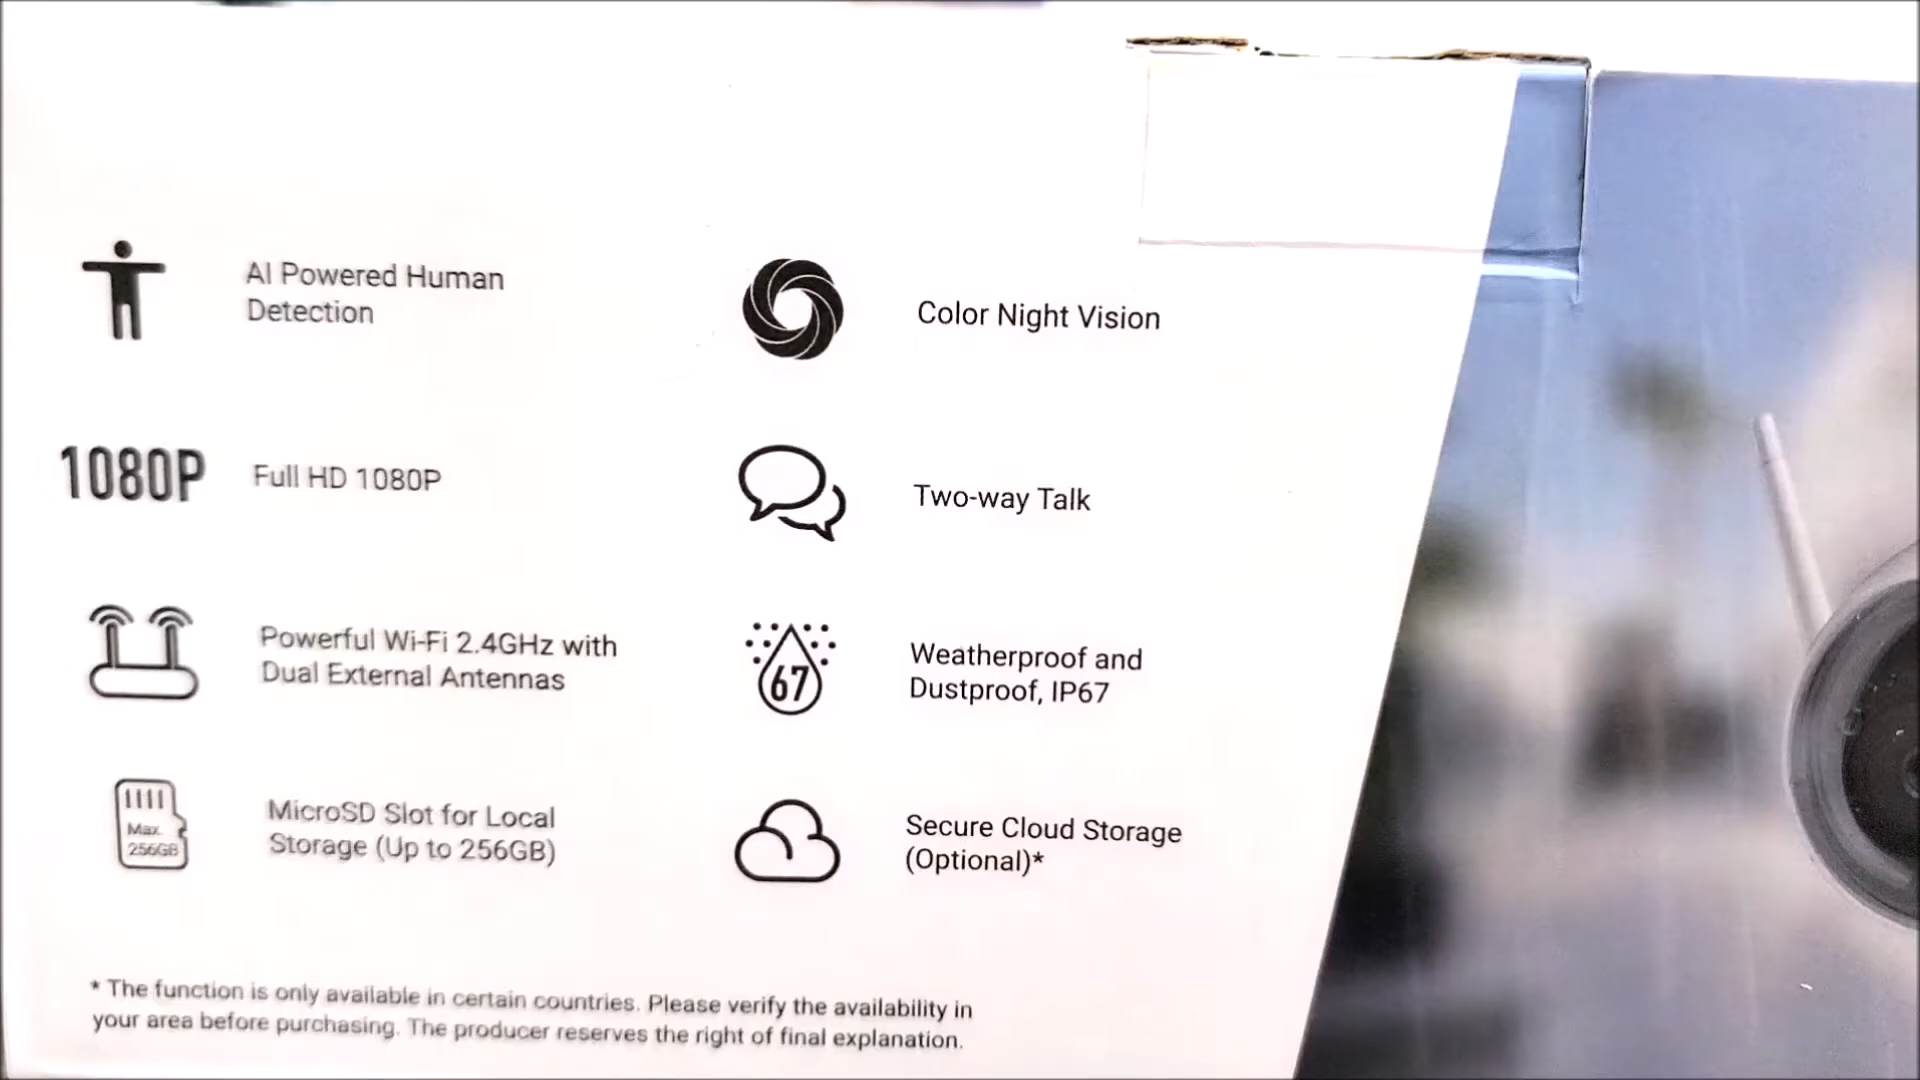 AI Powered Human
Detection
Color Night Vision
1080P
Full HD 1080P
Two-way Talk
Powerful Wi-Fi 2.4GHz with
Dual External Antennas
67
Weatherproof and
Dustproof, IP67
Max.
256GB
MicroSD Slot for Local
Storage (Up to 256GB)
Secure Cloud Storage
(Optional)*
* The function is only available in certain countries. Please verify the availability in
your area before purchasing. The producer reserves the right of final explanation.